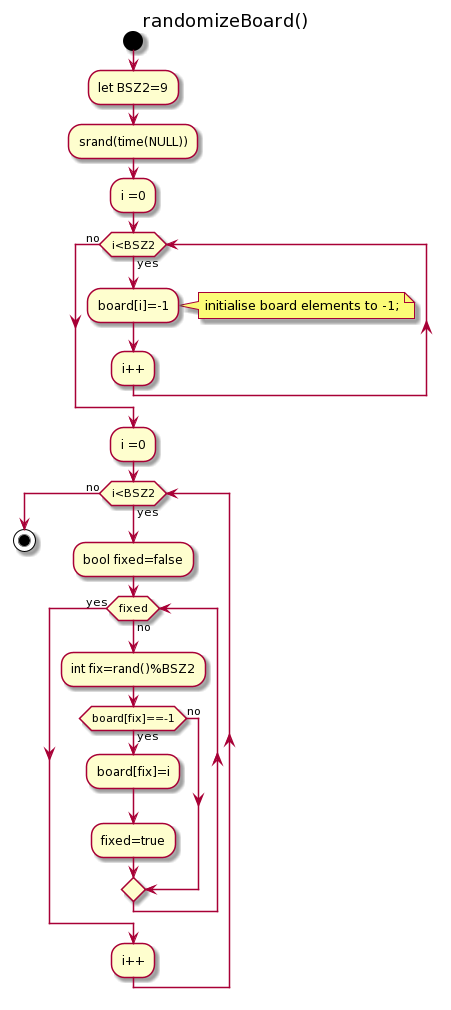 randomizeBoard()
let BSZ2=9
srand(time(NULL))
i =0
no
i<BSZ2
yes
board[i]=-1
initialise board elements to -1;
i++
i =0
no
i<BSZ2
yes
bool fixed=false
yes
fixed
no
int fix=rand()%BSZ2
board[fix]==-1
no
yes
board[fix]=i
fixed=true
i++